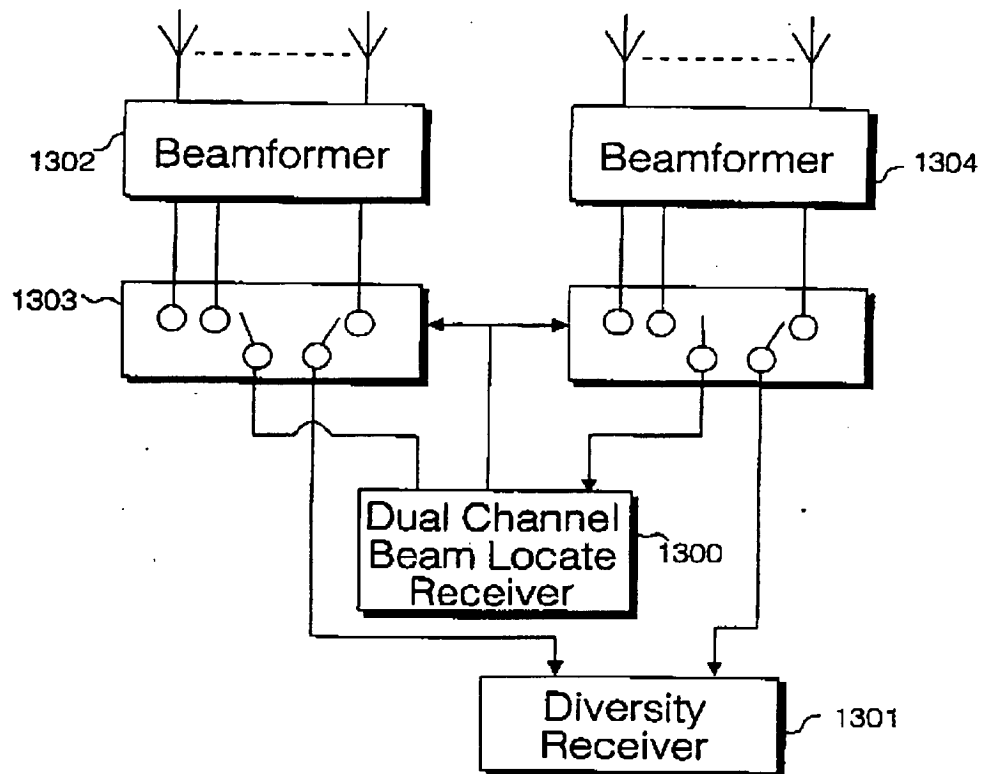 Beamformer
Beamformer
1302
1304
1303
Dual Channel
Beam Locate
Receiver
1300
Diversity
Receiver
1301